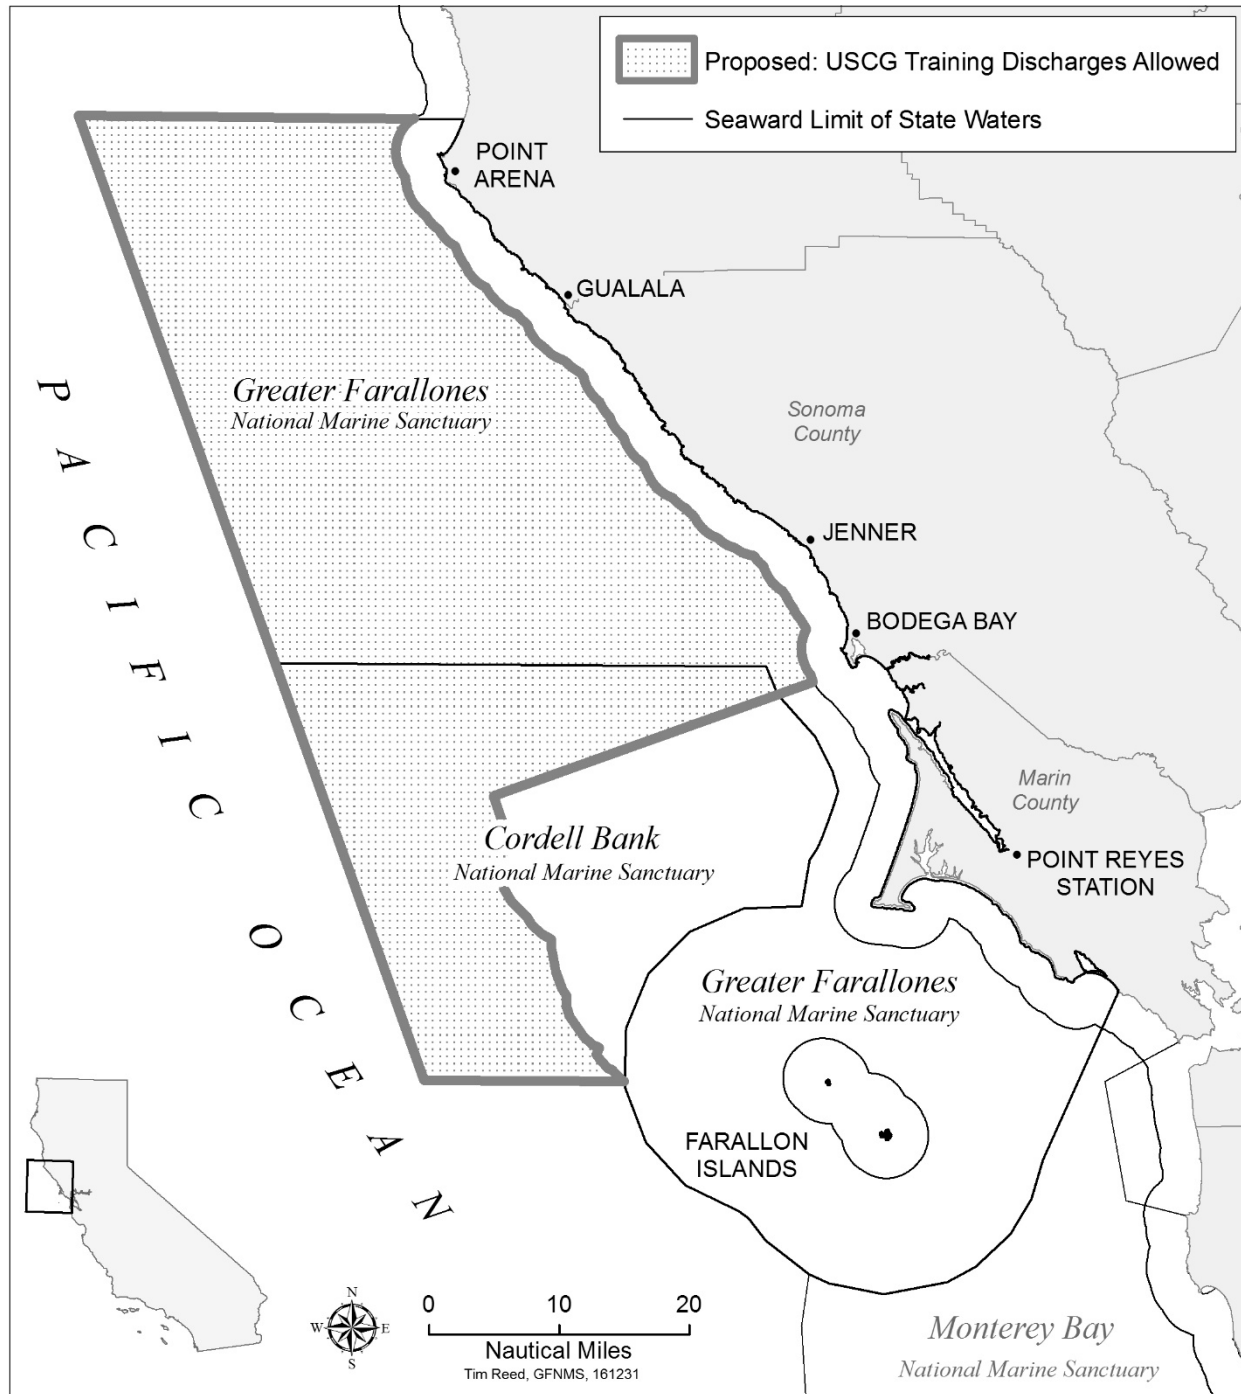 Proposed: USCG Training Discharges Allowed
Seaward Limit of State Waters
POINT
ARENA
GUALALA
Greater Farallones
National Marine Sanctuary
Sonoma
County
JENNER
BODEGA BAY
PACIFIC OCEAN
Marin
County
Cordell Bank
National Marine Sanctuary
POINT REYES
STATION
Greater Farallones
National Marine Sanctuary
FARALLON
ISLANDS
N
W E
S
0 10 20
Nautical Miles
Tim Reed, GFNMS, 161231
Monterey Bay
National Marine Sanctuary